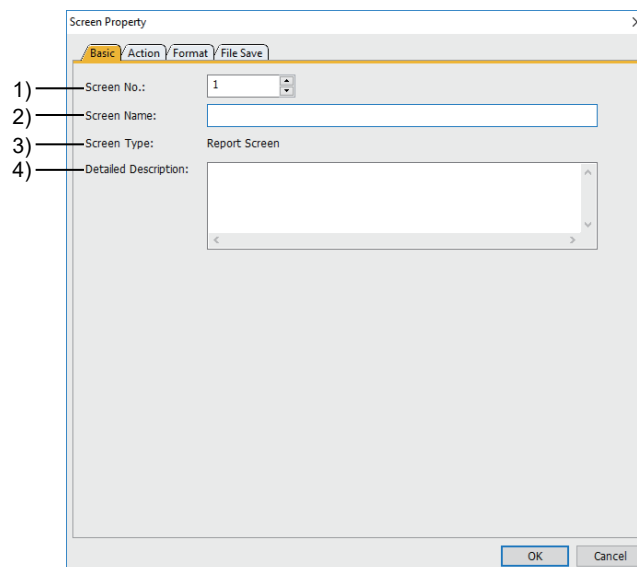 Screen Property
Basic Action Format File Save
1) Screen No.: 1
2) Screen Name:
3) Screen Type: Report Screen
4) Detailed Description:
OK Cancel